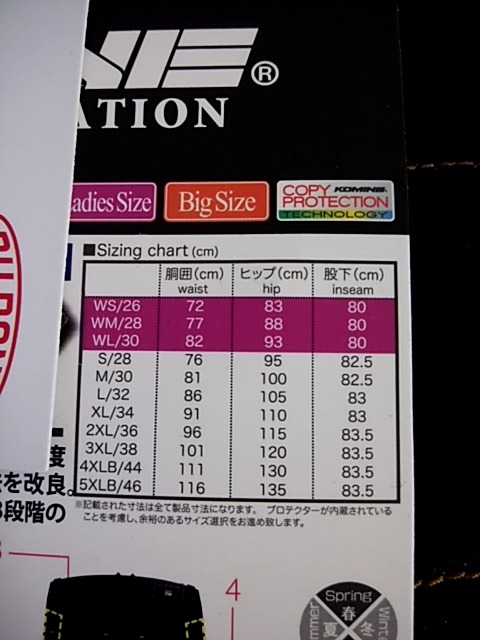 NE®
ATION
adies Size Big Size COPY KOMINE PROTECTION TECHNOLOGY
■Sizing chart(cm)
胴囲(cm) ヒップ(cm) 股下(cm)
waist hip inseam
WS/26 72 83 80
WM/28 77 88 80
WL/30 82 93 80
S/28 76 95 82.5
M/30 81 100 82.5
L/32 86 105 83
XL/34 91 110 83
2XL/36 96 115 83.5
3XL/38 101 120 83.5
4XLB/44 111 130 83.5
5XLB/46 116 135 83.5
※記載された寸法は全て製品寸法になります。 プロテクターが内蔵されている
ことを考慮し、余裕のあるサイズ選択をお進め致します。
度
を改良。
段階の
3
4
Spring
春
夏 冬
mmer Winte